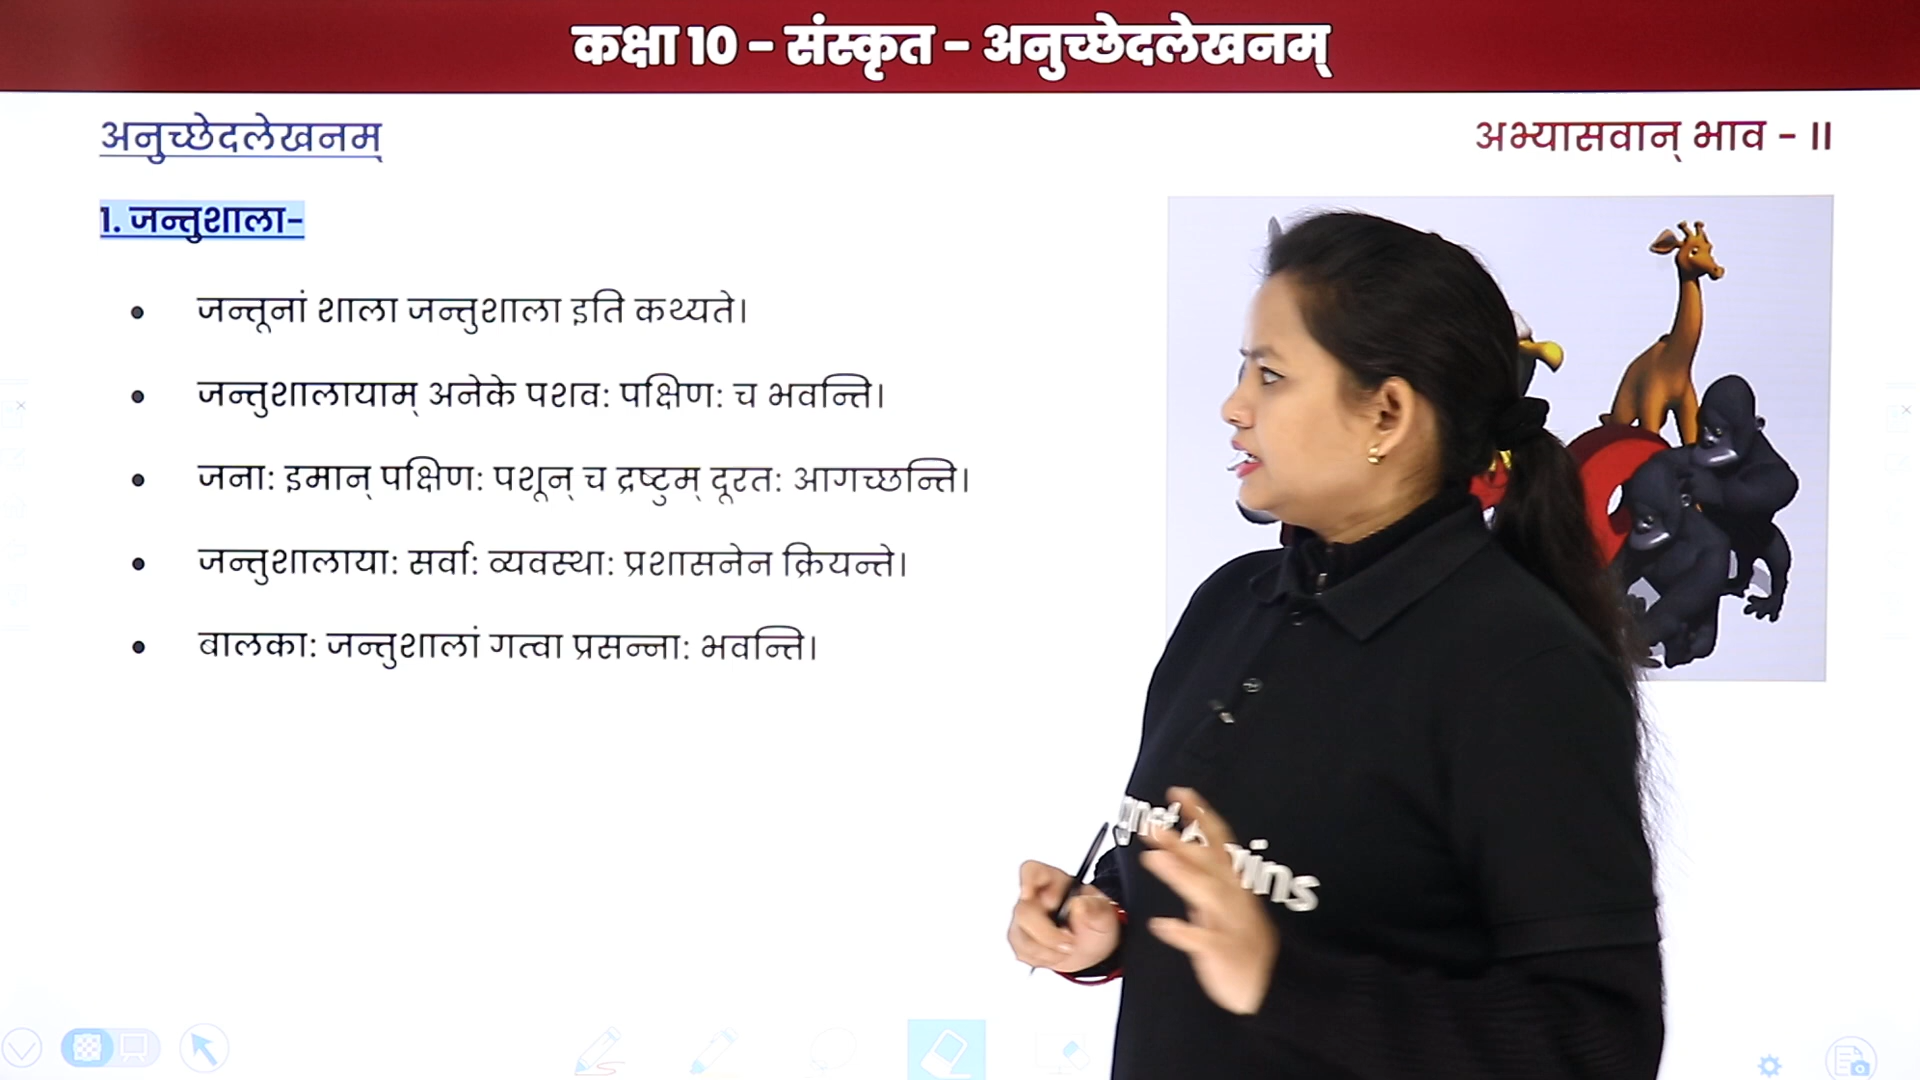 कक्षा 10 - संस्कृत - अनुच्छेदलेखनम्
अनुच्छेदलेखनम्
अभ्यासवान् भाव - II
1. जन्तुशाला-
• जन्तूनां शाला जन्तुशाला इति कथ्यते।
• जन्तुशालायाम् अनेके पशवः पक्षिणः च भवन्ति।
• जनाः इमान् पक्षिणः पशून् च द्रष्टुम् दूरतः आगच्छन्ति।
• जन्तुशालायाः सर्वाः व्यवस्थाः प्रशासनेन क्रियन्ते।
• बालकाः जन्तुशालां गत्वा प्रसन्नाः भवन्ति।